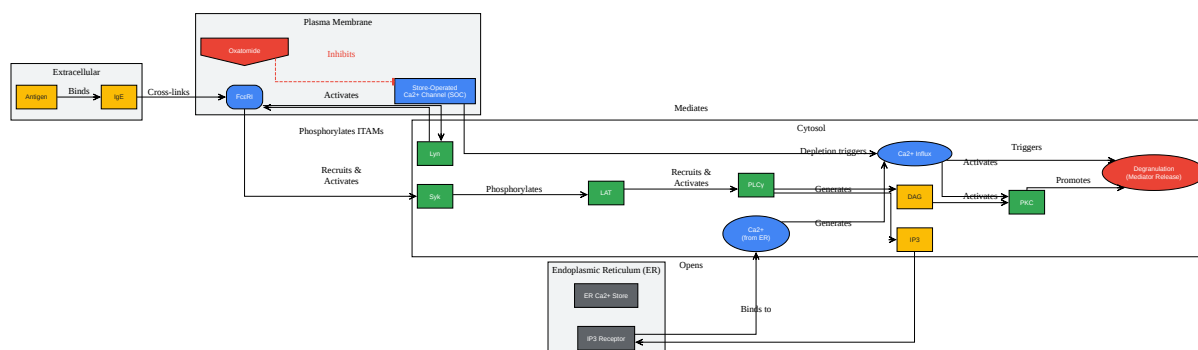 Plasma Membrane
Oxatomide
Inhibits
Extracellular
Antigen
Binds
IgE
Cross-links
FcεRI
Activates
Store-Operated
Ca2+ Channel (SOC)
Mediates
Phosphorylates ITAMs
Cytosol
Lyn
Depletion triggers
Ca2+ Influx
Triggers
Activates
Degranulation
(Mediator Release)
Recruits &
Activates
Syk
Phosphorylates
LAT
Recruits &
Activates
PLCγ
Generates
DAG
Activates
PKC
Promotes
Ca2+
(from ER)
Generates
IP3
Opens
Endoplasmic Reticulum (ER)
ER Ca2+ Store
Binds to
IP3 Receptor